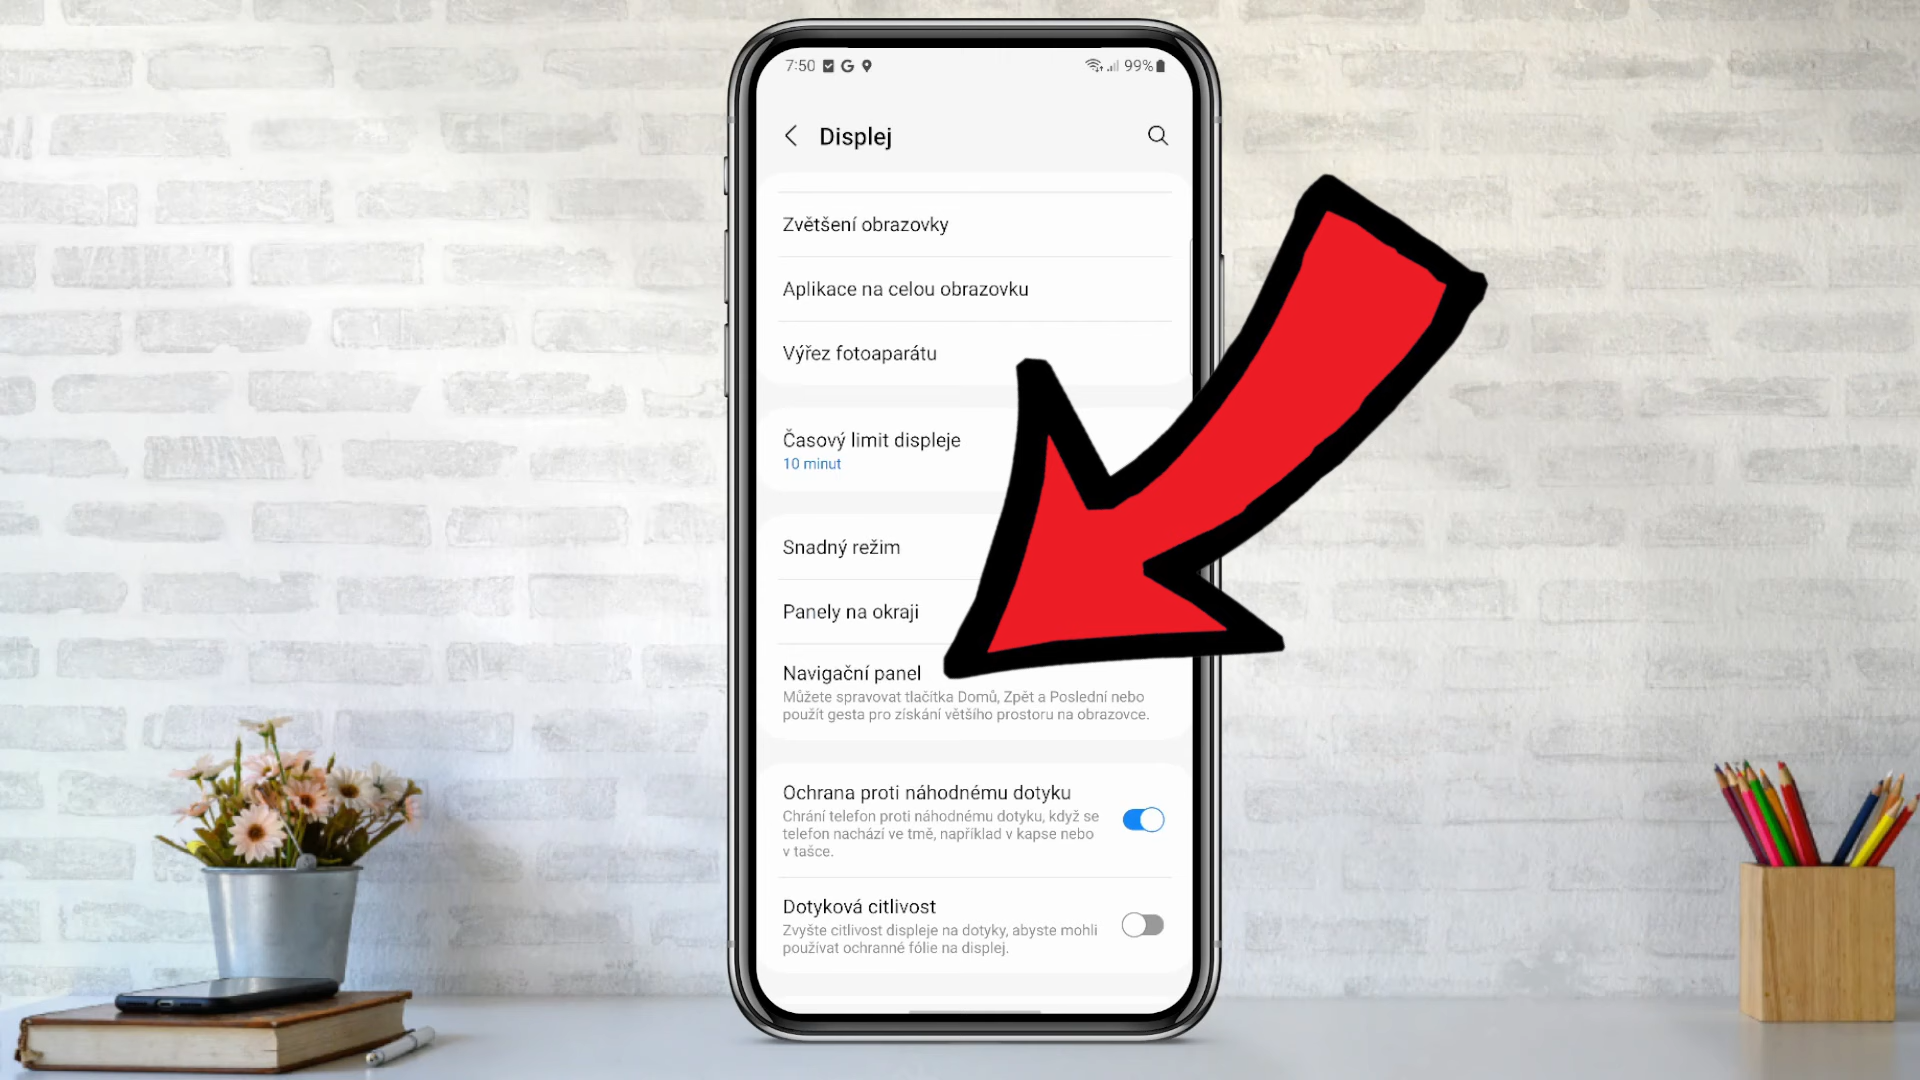 7:50 99%
Displej
Zvětšení obrazovky
Aplikace na celou obrazovku
Výřez fotoaparátu
Časový limit displeje
10 minut
Snadný režim
Panely na okraji
Navigační panel
Můžete spravovat tlačítka Domů, Zpět a Poslední nebo
použít gesta pro získání většího prostoru na obrazovce.
Ochrana proti náhodnému dotyku
Chrání telefon proti náhodnému dotyku, když se
telefon nachází ve tmě, například v kapse nebo
v tašce.
Dotyková citlivost
Zvyšte citlivost displeje na dotyky, abyste mohli
používat ochranné fólie na displej.